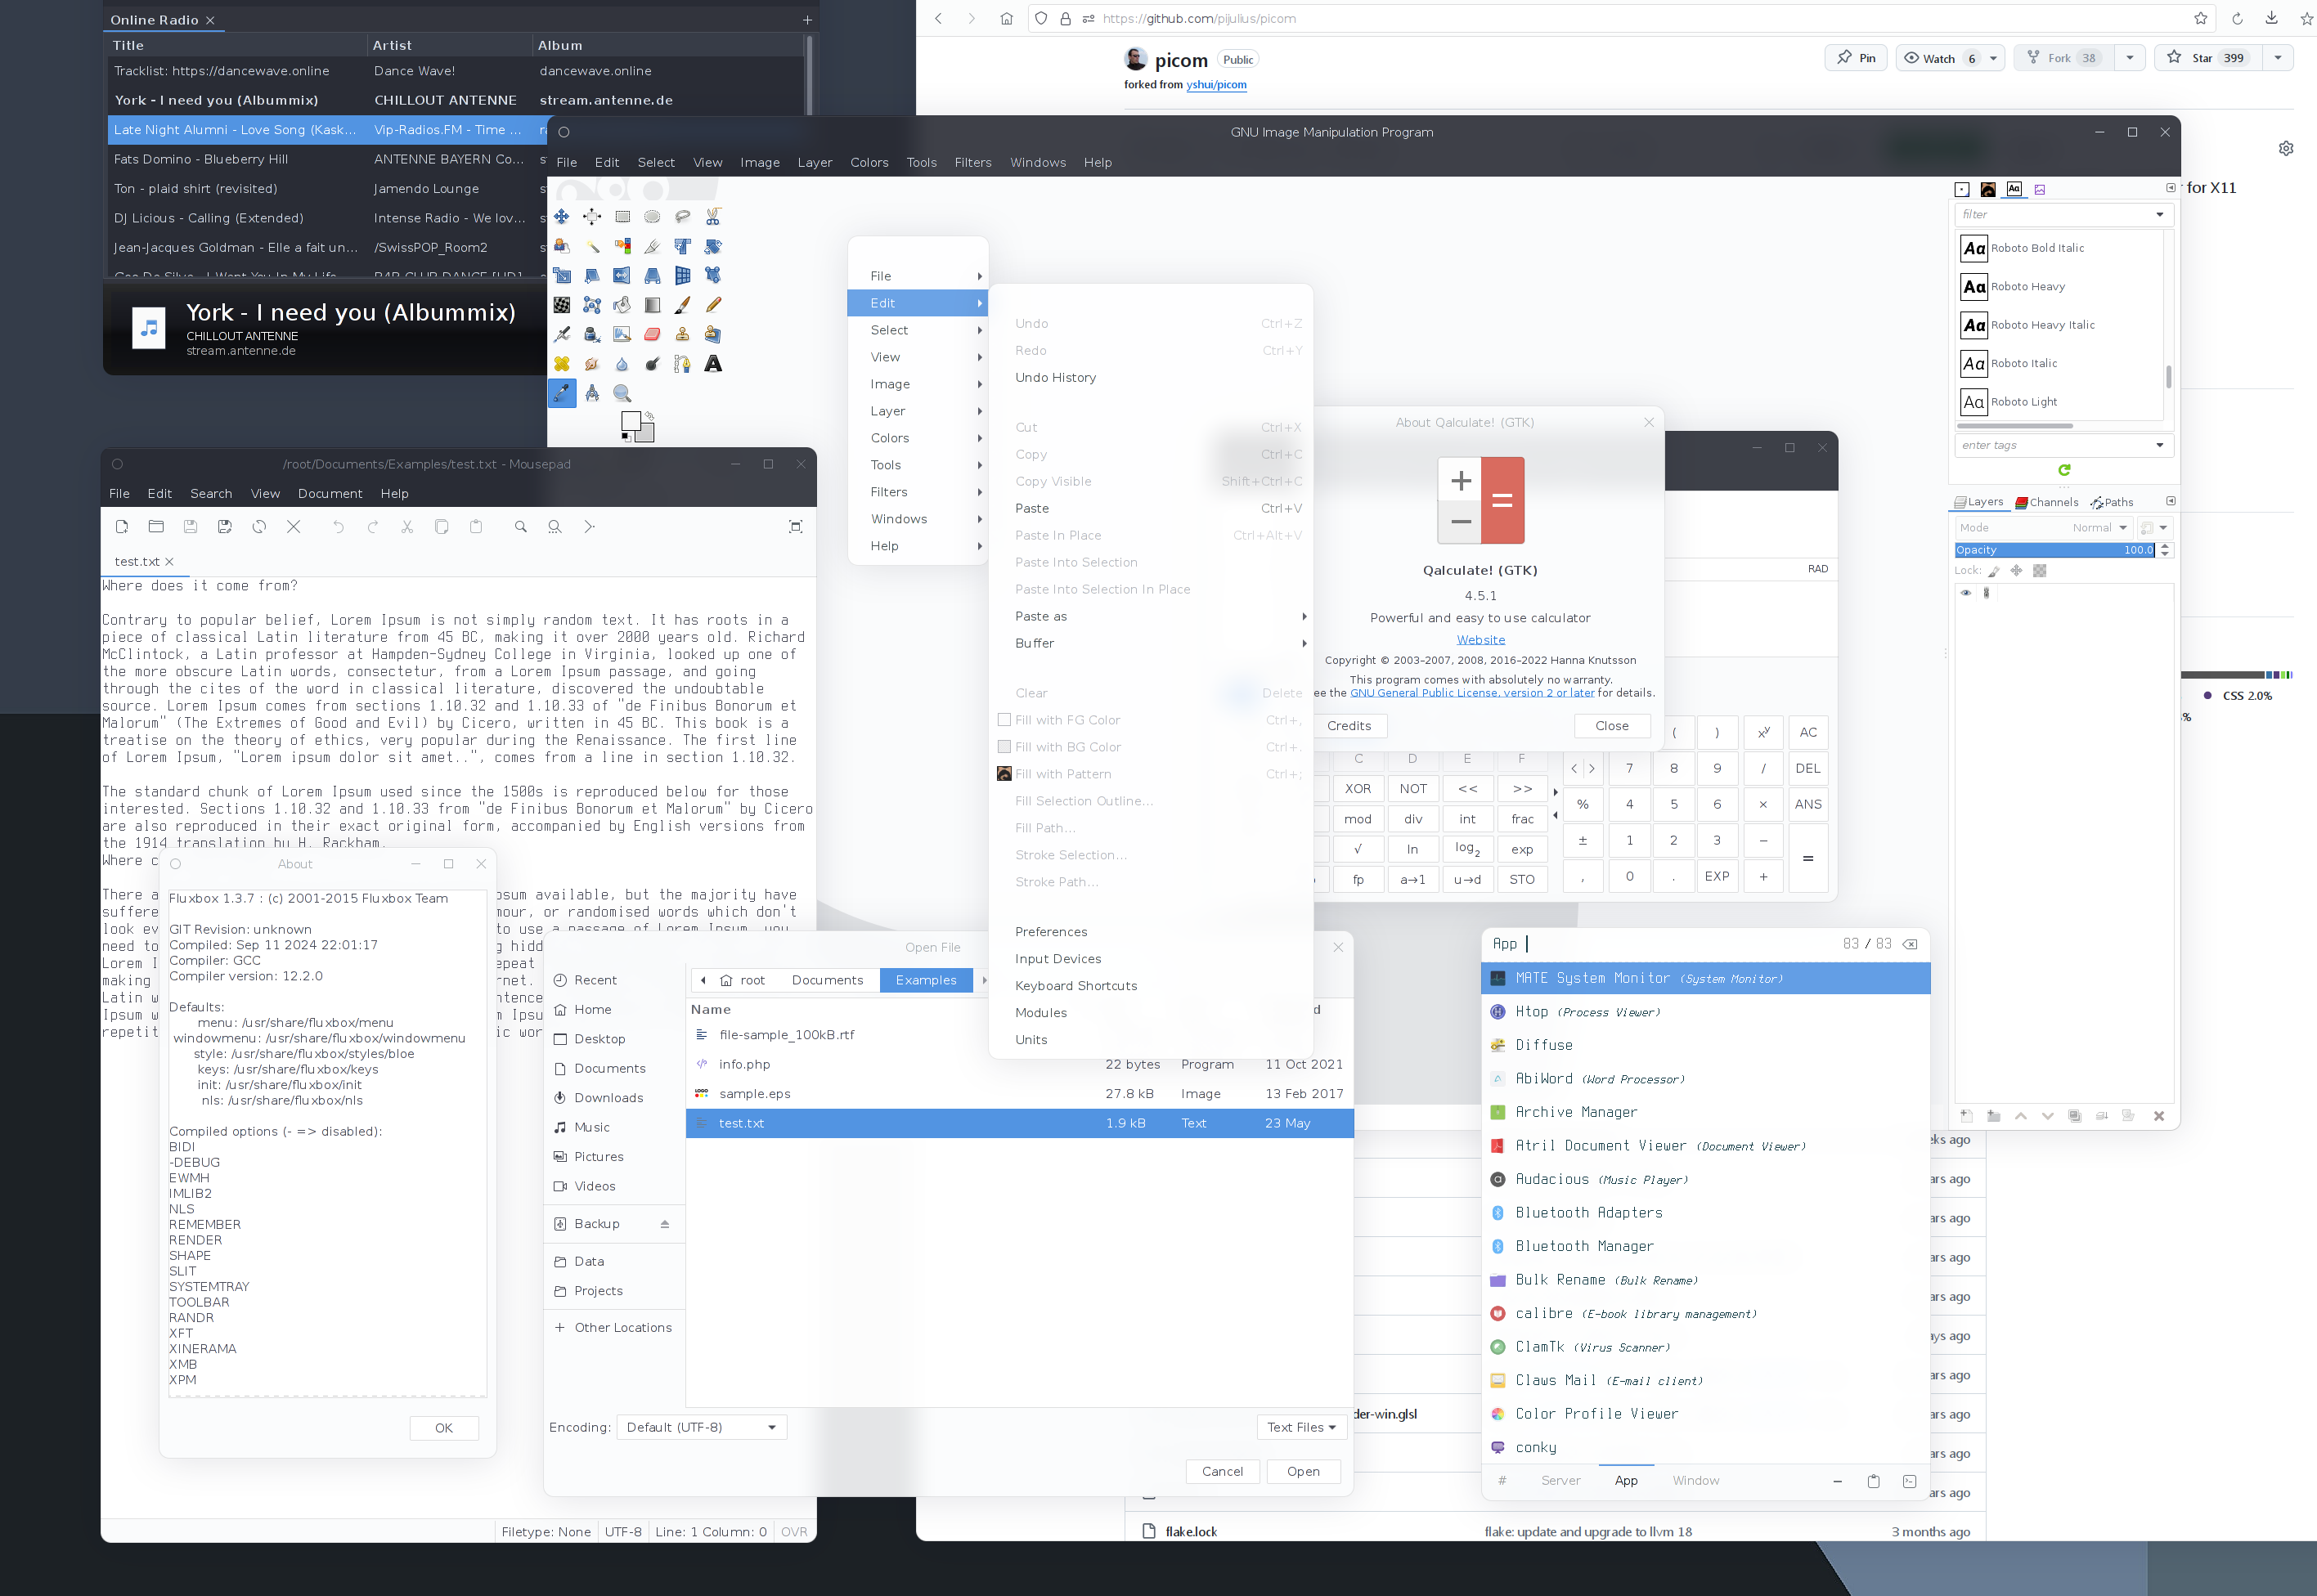 Online Radio
Title Artist Album
Tracklist: https://dancewave.online Dance Wave! dancewave.online
York - I need you (Albummix) CHILLOUT ANTENNE stream.antenne.de
Late Night Alumni - Love Song (Kask... Vip-Radios.FM - Time ...
Fats Domino - Blueberry Hill ANTENNE BAYERN Co...
Ton - plaid shirt (revisited) Jamendo Lounge
DJ Licious - Calling (Extended) Intense Radio - We lov...
Jean-Jacques Goldman - Elle a fait un... /SwissPOP_Room2
York - I need you (Albummix)
CHILLOUT ANTENNE
stream.antenne.de
https://github.com/pijulius/picom
picom Public
Pin Watch 6 Fork 38 Star 399
forked from yshui/picom
for X11
CSS 2.0%
GNU Image Manipulation Program
File Edit Select View Image Layer Colors Tools Filters Windows Help
filter
Aa Roboto Bold Italic
Aa Roboto Heavy
Aa Roboto Heavy Italic
Aa Roboto Italic
Aa Roboto Light
enter tags
Layers Channels Paths
Mode Normal
Opacity 100.0
Lock:
File
Edit
Select
View
Image
Layer
Colors
Tools
Filters
Windows
Help
Undo Ctrl+Z
Redo Ctrl+Y
Undo History
Cut Ctrl+X
Copy Ctrl+C
Copy Visible Shift+Ctrl+C
Paste Ctrl+V
Paste In Place Ctrl+Alt+V
Paste Into Selection
Paste Into Selection In Place
Paste as
Buffer
Clear Delete
Fill with FG Color Ctrl+,
Fill with BG Color Ctrl+.
Fill with Pattern Ctrl+;
Fill Selection Outline...
Fill Path...
Stroke Selection...
Stroke Path...
Preferences
Input Devices
Keyboard Shortcuts
Modules
Units
About Qalculate! (GTK)
Qalculate! (GTK)
4.5.1
Powerful and easy to use calculator
Website
Copyright © 2003–2007, 2008, 2016–2022 Hanna Knutsson
This program comes with absolutely no warranty.
ee the GNU General Public License, version 2 or later for details.
Credits Close
RAD
( ) xy AC
C D E F < > 7 8 9 / DEL
XOR NOT << >> % 4 5 6 × ANS
mod div int frac ± 1 2 3 − =
√ ln log2 exp , 0 . EXP +
fp a→1 u→d STO
/root/Documents/Examples/test.txt - Mousepad
File Edit Search View Document Help
test.txt
Where does it come from?
Contrary to popular belief, Lorem Ipsum is not simply random text. It has roots in a
piece of classical Latin literature from 45 BC, making it over 2000 years old. Richard
McClintock, a Latin professor at Hampden-Sydney College in Virginia, looked up one of
the more obscure Latin words, consectetur, from a Lorem Ipsum passage, and going
through the cites of the word in classical literature, discovered the undoubtable
source. Lorem Ipsum comes from sections 1.10.32 and 1.10.33 of "de Finibus Bonorum et
Malorum" (The Extremes of Good and Evil) by Cicero, written in 45 BC. This book is a
treatise on the theory of ethics, very popular during the Renaissance. The first line
of Lorem Ipsum, "Lorem ipsum dolor sit amet..", comes from a line in section 1.10.32.
The standard chunk of Lorem Ipsum used since the 1500s is reproduced below for those
interested. Sections 1.10.32 and 1.10.33 from "de Finibus Bonorum et Malorum" by Cicero
are also reproduced in their exact original form, accompanied by English versions from
the 1914 translation by H. Rackham.
Where c
There a psum available, but the majority have
suffere mour, or randomised words which don't
look ev to use a passage of Lorem Ipsum, you
need to g hidd
Lorem I epeat
making rnet.
Latin w ntence
Ipsum w m Ipsu
repetit ic wor
Filetype: None UTF-8 Line: 1 Column: 0 OVR
About
Fluxbox 1.3.7 : (c) 2001-2015 Fluxbox Team
GIT Revision: unknown
Compiled: Sep 11 2024 22:01:17
Compiler: GCC
Compiler version: 12.2.0
Defaults:
menu: /usr/share/fluxbox/menu
windowmenu: /usr/share/fluxbox/windowmenu
style: /usr/share/fluxbox/styles/bloe
keys: /usr/share/fluxbox/keys
init: /usr/share/fluxbox/init
nls: /usr/share/fluxbox/nls
Compiled options (- => disabled):
BIDI
-DEBUG
EWMH
IMLIB2
NLS
REMEMBER
RENDER
SHAPE
SLIT
SYSTEMTRAY
TOOLBAR
RANDR
XFT
XINERAMA
XMB
XPM
OK
Open File
Recent
Home
Desktop
Documents
Downloads
Music
Pictures
Videos
Backup
Data
Projects
Other Locations
root Documents Examples
Name
file-sample_100kB.rtf
info.php 22 bytes Program 11 Oct 2021
sample.eps 27.8 kB Image 13 Feb 2017
test.txt 1.9 kB Text 23 May
Encoding: Default (UTF-8) Text Files
Cancel Open
App 83 / 83
MATE System Monitor (System Monitor)
Htop (Process Viewer)
Diffuse
AbiWord (Word Processor)
Archive Manager
Atril Document Viewer (Document Viewer)
Audacious (Music Player)
Bluetooth Adapters
Bluetooth Manager
Bulk Rename (Bulk Rename)
calibre (E-book library management)
ClamTk (Virus Scanner)
Claws Mail (E-mail client)
Color Profile Viewer
conky
# Server App Window
eks ago
ars ago
ars ago
ars ago
ars ago
ays ago
ars ago
der-win.glsl ars ago
ars ago
ars ago
flake.lock flake: update and upgrade to llvm 18 3 months ago